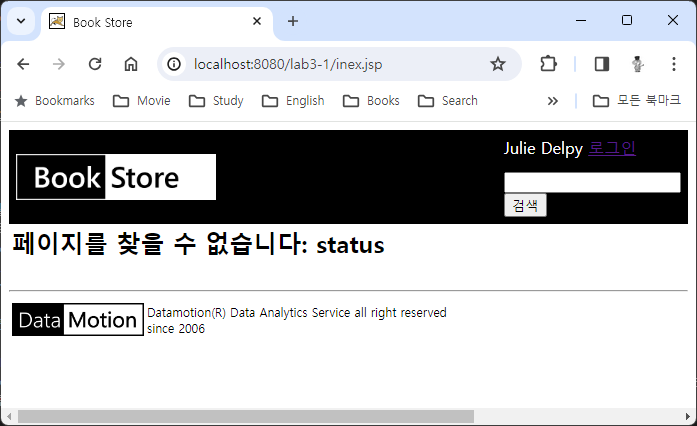 Book Store
localhost:8080/lab3-1/inex.jsp
Bookmarks Movie Study English Books Search 모든 북마크
Julie Delpy 로그인
Book Store
검색
페이지를 찾을 수 없습니다: status
Data Motion
Datamotion(R) Data Analytics Service all right reserved
since 2006